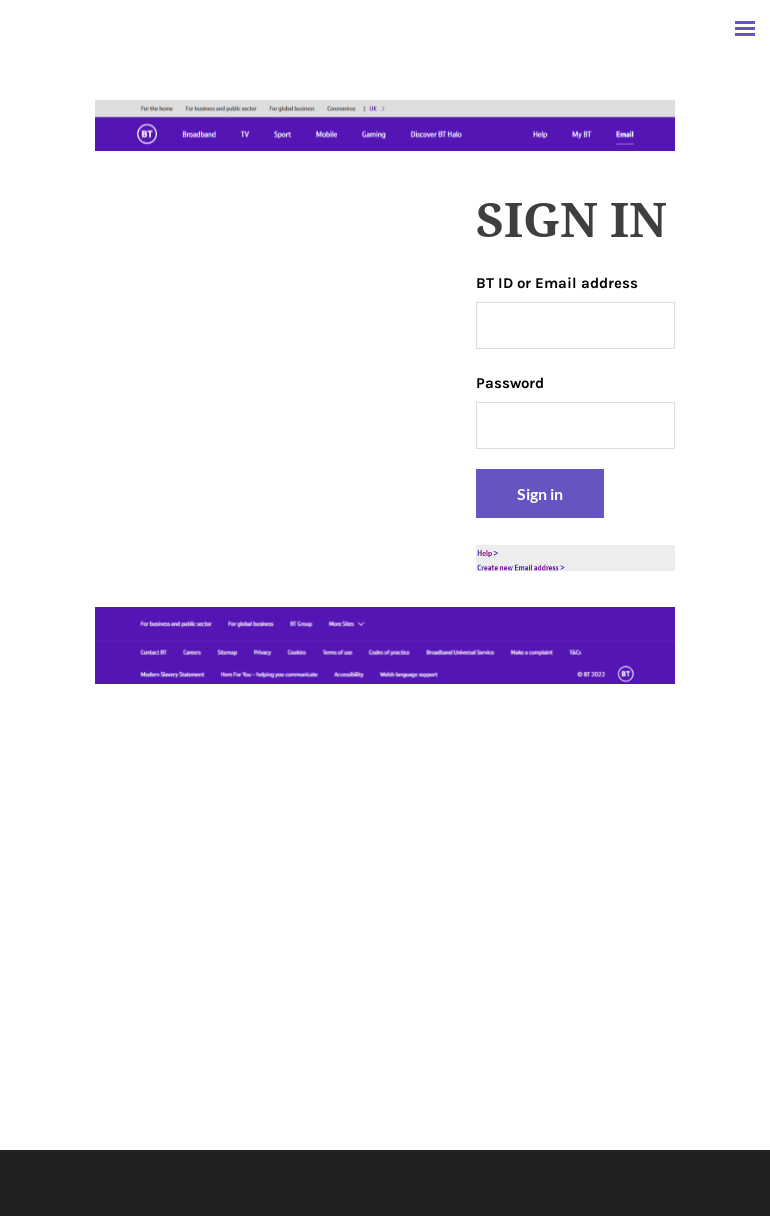 For the home For business and public sector For global business Coronavirus | UK >
BT Broadband TV Sport Mobile Gaming Discover BT Halo Help My BT Email
SIGN IN
BT ID or Email address
Password
Sign in
Help >
Create new Email address >
For business and public sector For global business BT Group More Sites
Contact BT Careers Sitemap Privacy Cookies Terms of use Codes of practice Broadband Universal Service Make a complaint T&Cs
Modern Slavery Statement Here For You - helping you communicate Accessibility Welsh language support © BT 2022 BT